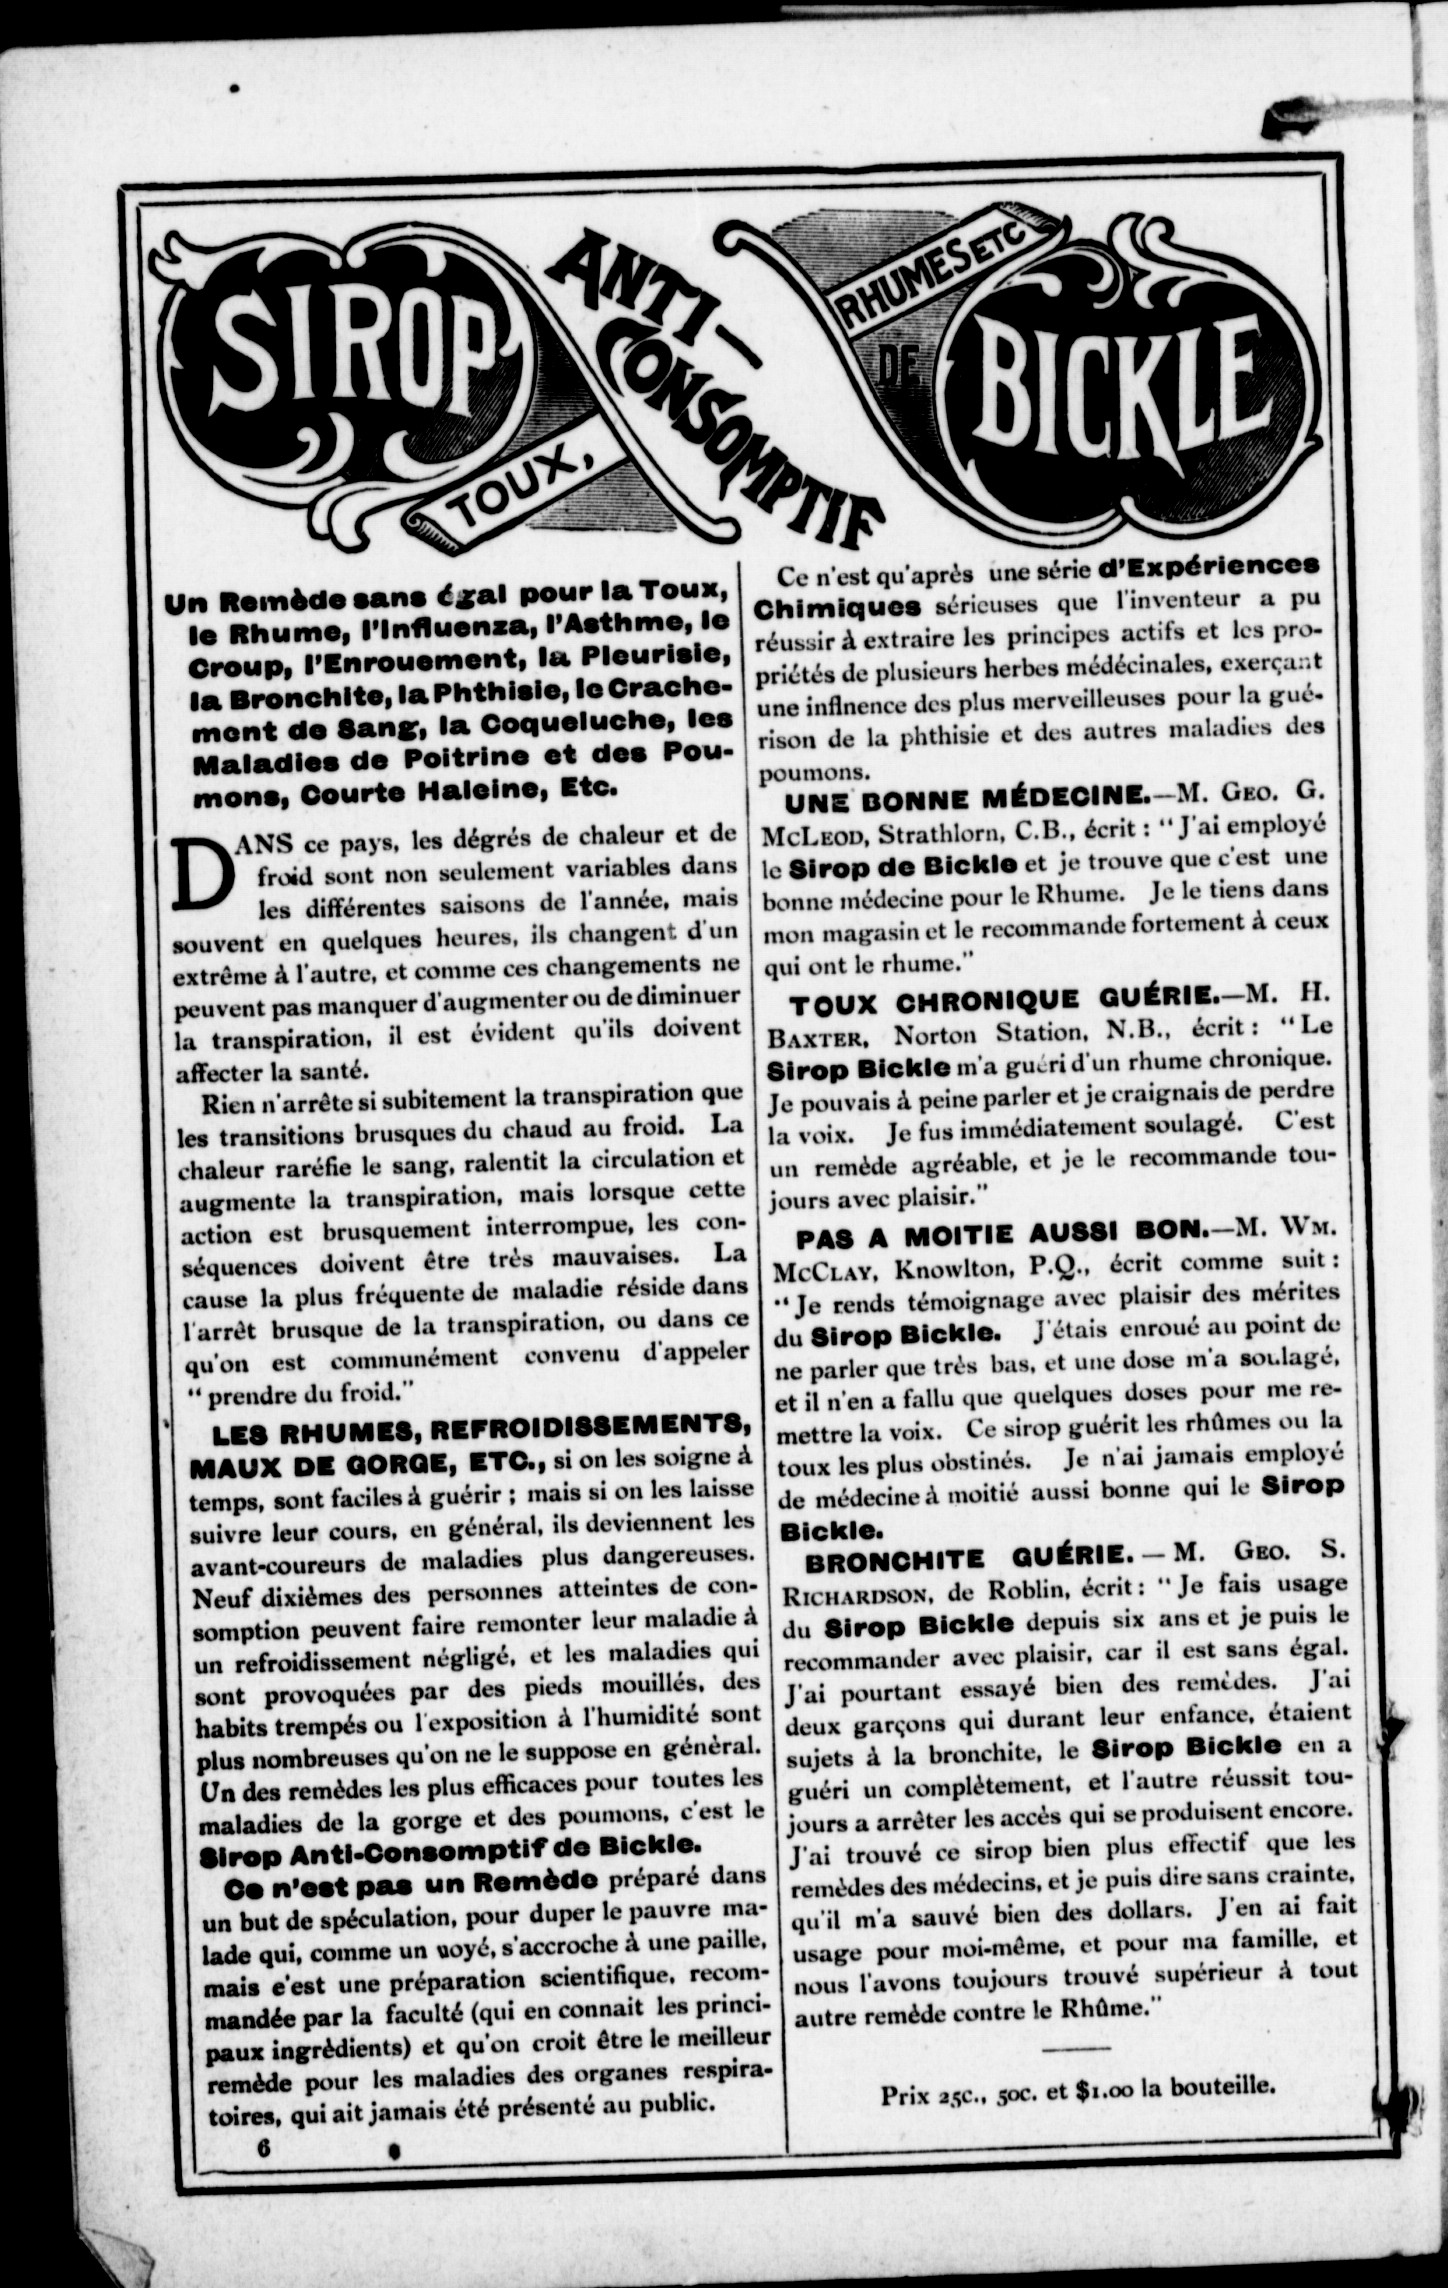 SIROP
ANTI-
CONSOMPTIF
DE
BICKLE
TOUX,
RHUMES ETC
Un Remède sans égal pour la Toux,
le Rhume, l'Influenza, l'Asthme, le
Croup, l'Enrouement, la Pleurisie,
la Bronchite, la Phthisie, le Crache-
ment de Sang, la Coqueluche, les
Maladies de Poitrine et des Pou-
mons, Courte Haleine, Etc.
DANS ce pays, les dégrés de chaleur et de
froid sont non seulement variables dans
les différentes saisons de l'année, mais
souvent en quelques heures, ils changent d'un
extrême à l'autre, et comme ces changements ne
peuvent pas manquer d'augmenter ou de diminuer
la transpiration, il est évident qu'ils doivent
affecter la santé.
Rien n'arrête si subitement la transpiration que
les transitions brusques du chaud au froid. La
chaleur raréfie le sang, ralentit la circulation et
augmente la transpiration, mais lorsque cette
action est brusquement interrompue, les con-
séquences doivent être très mauvaises. La
cause la plus fréquente de maladie réside dans
l'arrêt brusque de la transpiration, ou dans ce
qu'on est communément convenu d'appeler
" prendre du froid."
LES RHUMES, REFROIDISSEMENTS,
MAUX DE GORGE, ETC., si on les soigne à
temps, sont faciles à guérir ; mais si on les laisse
suivre leur cours, en général, ils deviennent les
avant-coureurs de maladies plus dangereuses.
Neuf dixièmes des personnes atteintes de con-
somption peuvent faire remonter leur maladie à
un refroidissement négligé, et les maladies qui
sont provoquées par des pieds mouillés, des
habits trempés ou l'exposition à l'humidité sont
plus nombreuses qu'on ne le suppose en général.
Un des remèdes les plus efficaces pour toutes les
maladies de la gorge et des poumons, c'est le
Sirop Anti-Consomptif de Bickle.
Ce n'est pas un Remède préparé dans
un but de spéculation, pour duper le pauvre ma-
lade qui, comme un noyé, s'accroche à une paille,
mais e'est une préparation scientifique, recom-
mandée par la faculté (qui en connait les princi-
paux ingrèdients) et qu'on croit être le meilleur
remède pour les maladies des organes respira-
toires, qui ait jamais été présenté au public.
6
Ce n'est qu'après une série d'Expériences
Chimiques sérieuses que l'inventeur a pu
réussir à extraire les principes actifs et les pro-
priétés de plusieurs herbes médécinales, exerçant
une inflnence des plus merveilleuses pour la gué-
rison de la phthisie et des autres maladies des
poumons.
UNE BONNE MÉDECINE.—M. GEO. G.
MCLEOD, Strathlorn, C.B., écrit : " J'ai employé
le Sirop de Bickle et je trouve que c'est une
bonne médecine pour le Rhume. Je le tiens dans
mon magasin et le recommande fortement à ceux
qui ont le rhume."
TOUX CHRONIQUE GUÉRIE.—M. H.
BAXTER, Norton Station, N.B., écrit : " Le
Sirop Bickle m'a guéri d'un rhume chronique.
Je pouvais à peine parler et je craignais de perdre
la voix. Je fus immédiatement soulagé. C'est
un remède agréable, et je le recommande tou-
jours avec plaisir."
PAS A MOITIE AUSSI BON.—M. WM.
MCCLAY, Knowlton, P.Q., écrit comme suit :
" Je rends témoignage avec plaisir des mérites
du Sirop Bickle. J'étais enroué au point de
ne parler que très bas, et une dose m'a soulagé,
et il n'en a fallu que quelques doses pour me re-
mettre la voix. Ce sirop guérit les rhûmes ou la
toux les plus obstinés. Je n'ai jamais employé
de médecine à moitié aussi bonne qui le Sirop
Bickle.
BRONCHITE GUÉRIE. — M. GEO. S.
RICHARDSON, de Roblin, écrit : " Je fais usage
du Sirop Bickle depuis six ans et je puis le
recommander avec plaisir, car il est sans égal.
J'ai pourtant essayé bien des remèdes. J'ai
deux garçons qui durant leur enfance, étaient
sujets à la bronchite, le Sirop Bickle en a
guéri un complètement, et l'autre réussit tou-
jours a arrêter les accès qui se produisent encore.
J'ai trouvé ce sirop bien plus effectif que les
remèdes des médecins, et je puis dire sans crainte,
qu'il m'a sauvé bien des dollars. J'en ai fait
usage pour moi-même, et pour ma famille, et
nous l'avons toujours trouvé supérieur à tout
autre remède contre le Rhûme."
Prix 25c., 50c. et $1.00 la bouteille.